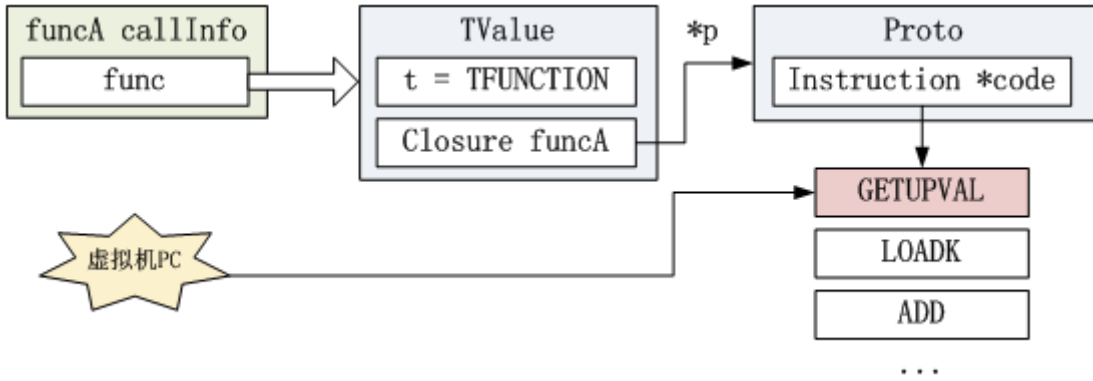 funcA callInfo
func
TValue
t = TFUNCTION
Closure funcA
*p
Proto
Instruction *code
GETUPVAL
LOADK
ADD
...
虚拟机PC